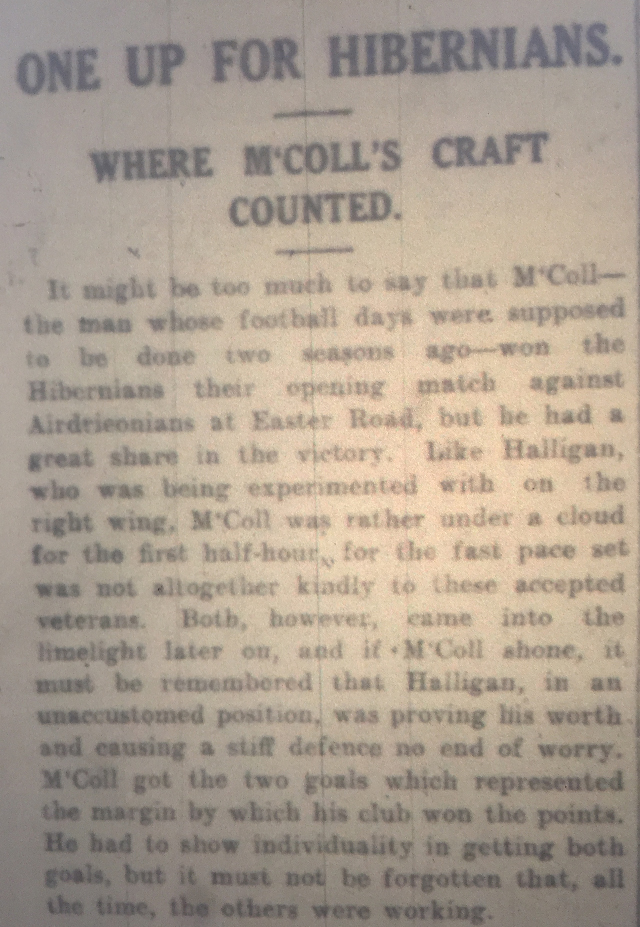 ONE UP FOR HIBERNIANS.
WHERE M‘COLL'S CRAFT
COUNTED.
It might be too much to say that M‘Coll—
the man whose football days were supposed
to be done two seasons ago—won the
Hibernians their opening match against
Airdrieonians at Easter Road, but he had a
great share in the victory. Like Halligan,
who was being experimented with on the
right wing, M‘Coll was rather under a cloud
for the first half-hour, for the fast pace set
was not altogether kindly to these accepted
veterans. Both, however, came into the
limelight later on, and if M‘Coll shone, it
must be remembered that Halligan, in an
unaccustomed position, was proving his worth
and causing a stiff defence no end of worry.
M‘Coll got the two goals which represented
the margin by which his club won the points.
He had to show individuality in getting both
goals, but it must not be forgotten that, all
the time, the others were working.